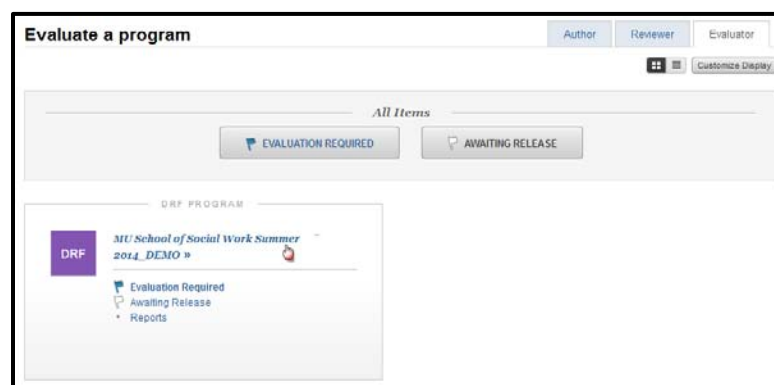 Evaluate a program
Author Reviewer Evaluator
Customize Display
All Items
EVALUATION REQUIRED AWAITING RELEASE
DRF PROGRAM
DRF
MU School of Social Work Summer
2014_DEMO »
Evaluation Required
Awaiting Release
Reports